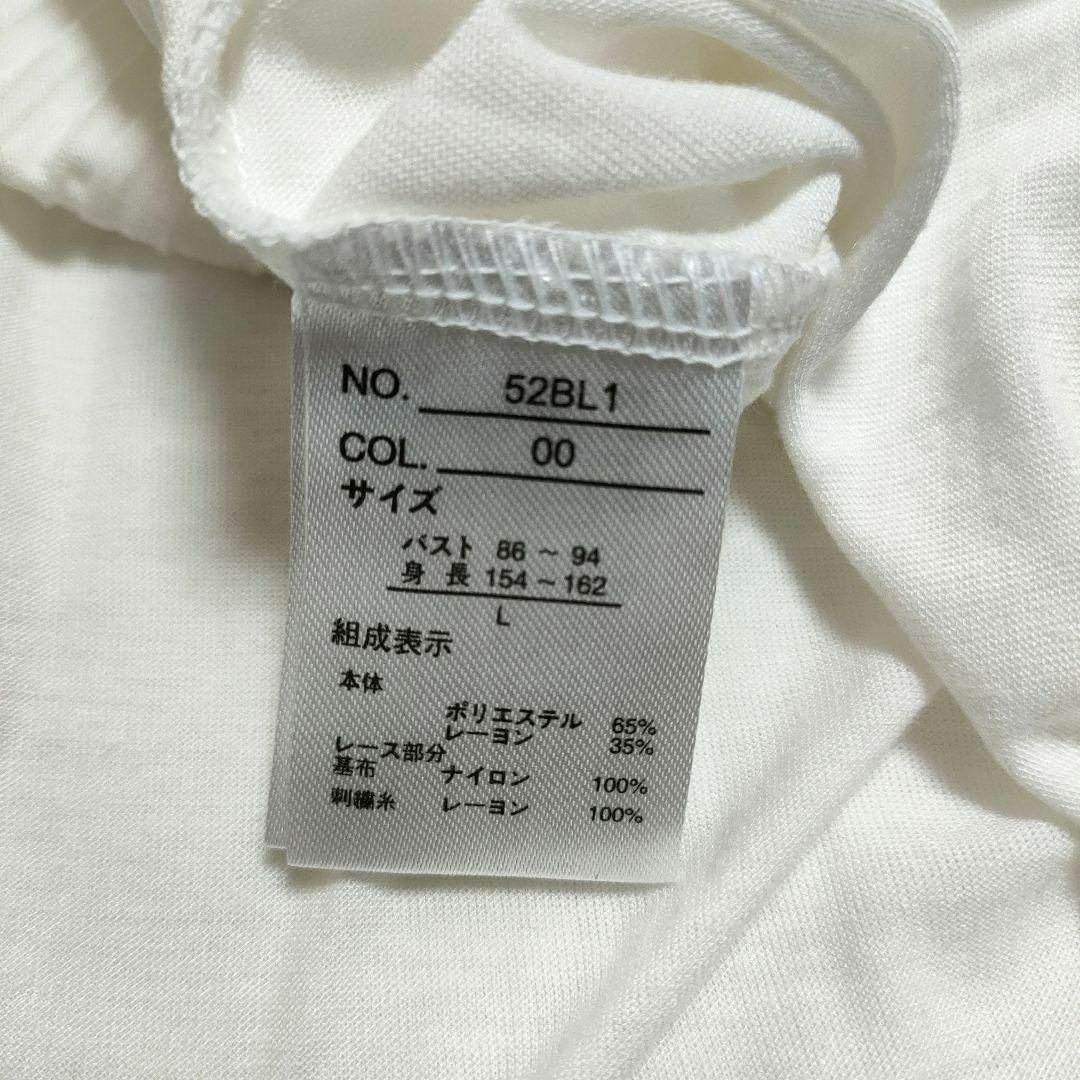 NO. 52BL1
COL. 00
サイズ
バスト 86 ～ 94
身 長 154 ～ 162
L
組成表示
本体
ポリエステル 65%
レーヨン 35%
レース部分
基布 ナイロン 100%
刺繍糸 レーヨン 100%